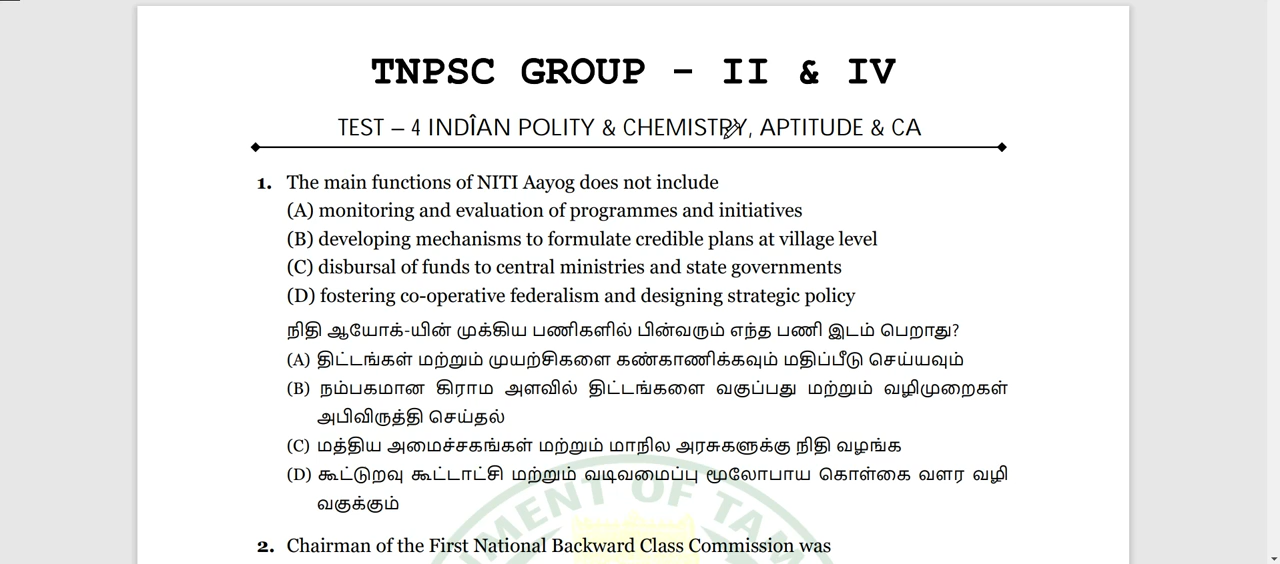 TNPSC GROUP – II & IV
TEST – 4 INDÎAN POLITY & CHEMISTRY, APTITUDE & CA
1. The main functions of NITI Aayog does not include
(A) monitoring and evaluation of programmes and initiatives
(B) developing mechanisms to formulate credible plans at village level
(C) disbursal of funds to central ministries and state governments
(D) fostering co-operative federalism and designing strategic policy
நிதி ஆயோக்-யின் முக்கிய பணிகளில் பின்வரும் எந்த பணி இடம் பெறாது?
(A) திட்டங்கள் மற்றும் முயற்சிகளை கண்காணிக்கவும் மதிப்பீடு செய்யவும்
(B) நம்பகமான கிராம அளவில் திட்டங்களை வகுப்பது மற்றும் வழிமுறைகள்
அபிவிருத்தி செய்தல்
(C) மத்திய அமைச்சகங்கள் மற்றும் மாநில அரசுகளுக்கு நிதி வழங்க
(D) கூட்டுறவு கூட்டாட்சி மற்றும் வடிவமைப்பு மூலோபாய கொள்கை வளர வழி
வகுக்கும்
MENT OF TAM
2. Chairman of the First National Backward Class Commission was